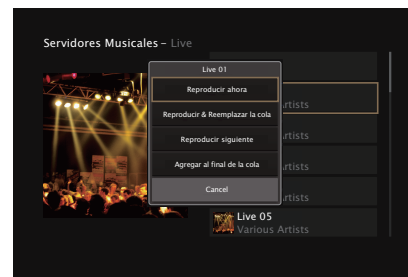 Servidores Musicales – Live
Live 01
Reproducir ahora
Reproducir & Reemplazar la cola
Reproducir siguiente
Agregar al final de la cola
Cancel
Artists
Artists
Artists
Artists
Live 05
Various Artists